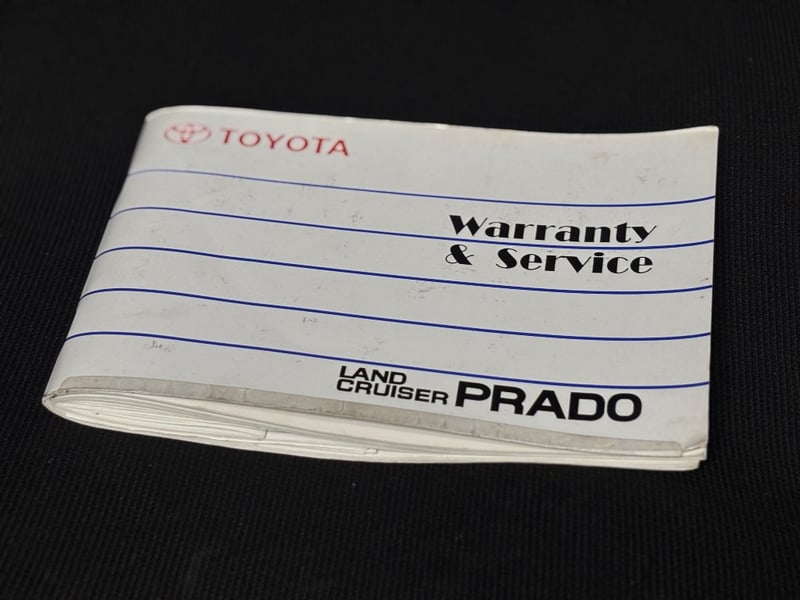 TOYOTA
Warranty
& Service
LAND
CRUISER PRADO